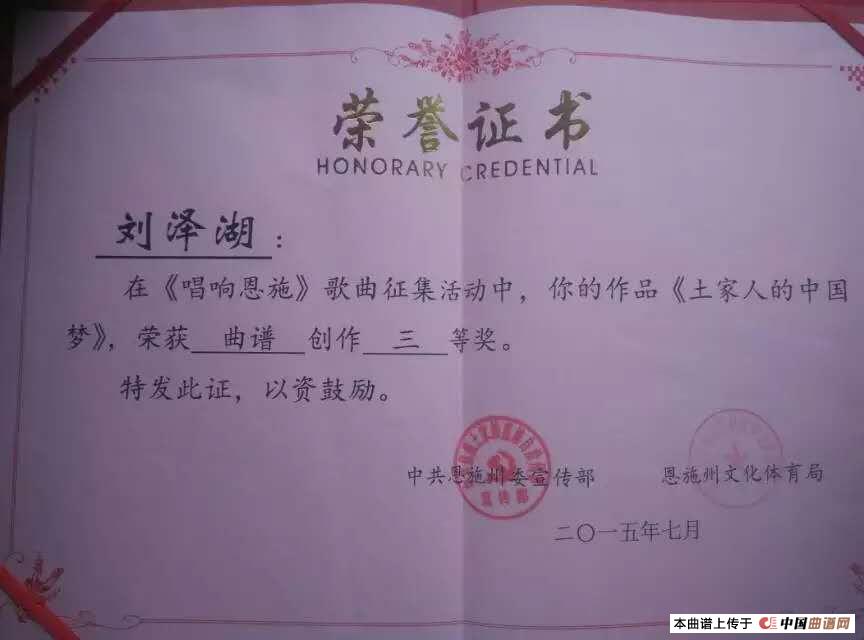 荣誉证书
HONORARY CREDENTIAL
刘泽湖：
在《唱响恩施》歌曲征集活动中，你的作品《土家人的中国
梦》，荣获 曲谱 创作 三 等奖。
特发此证，以资鼓励。
中共恩施州委宣传部 恩施州文化体育局
宣传部
二〇一五年七月
本曲谱上传于 中国曲谱网